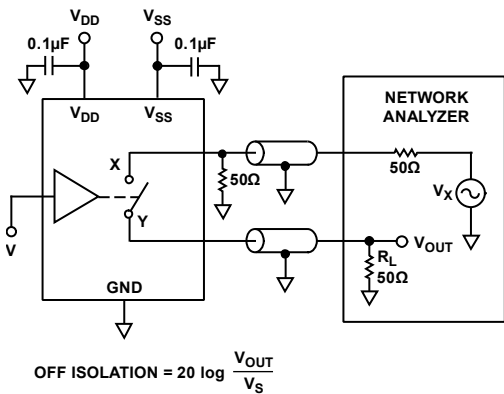 VDD VSS
0.1µF 0.1µF
VDD VSS
NETWORK
ANALYZER
X
50Ω
50Ω
VX
Y
V
VOUT
RL
50Ω
GND
OFF ISOLATION = 20 log VOUT
VS